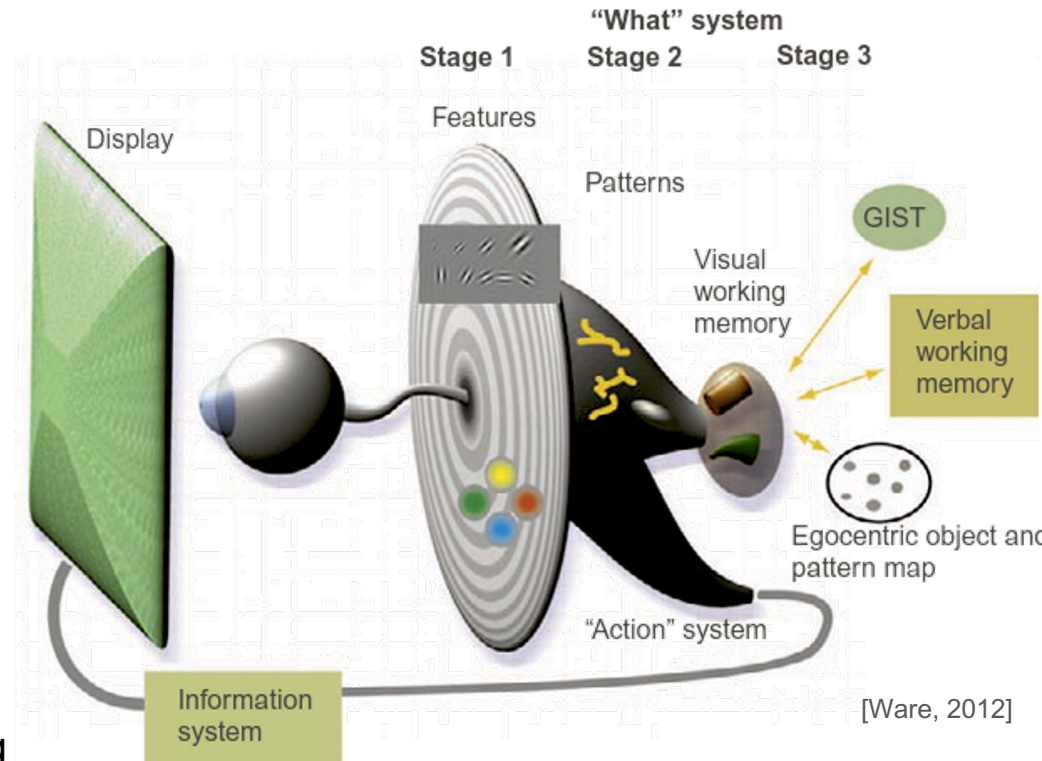 “What” system
Stage 1 Stage 2 Stage 3
Features
Display
Patterns
GIST
Visual
working
memory
Verbal
working
memory
Egocentric object and
pattern map
“Action” system
Information
system
[Ware, 2012]